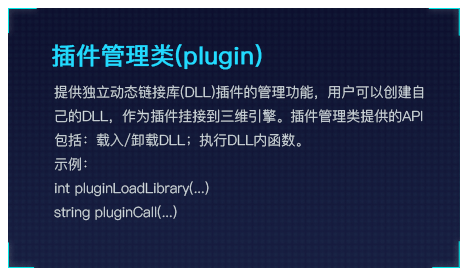 插件管理类(plugin)
提供独立动态链接库(DLL)插件的管理功能，用户可以创建自
己的DLL，作为插件挂接到三维引擎。插件管理类提供的API
包括：载入/卸载DLL；执行DLL内函数。
示例：
int pluginLoadLibrary(...)
string pluginCall(...)